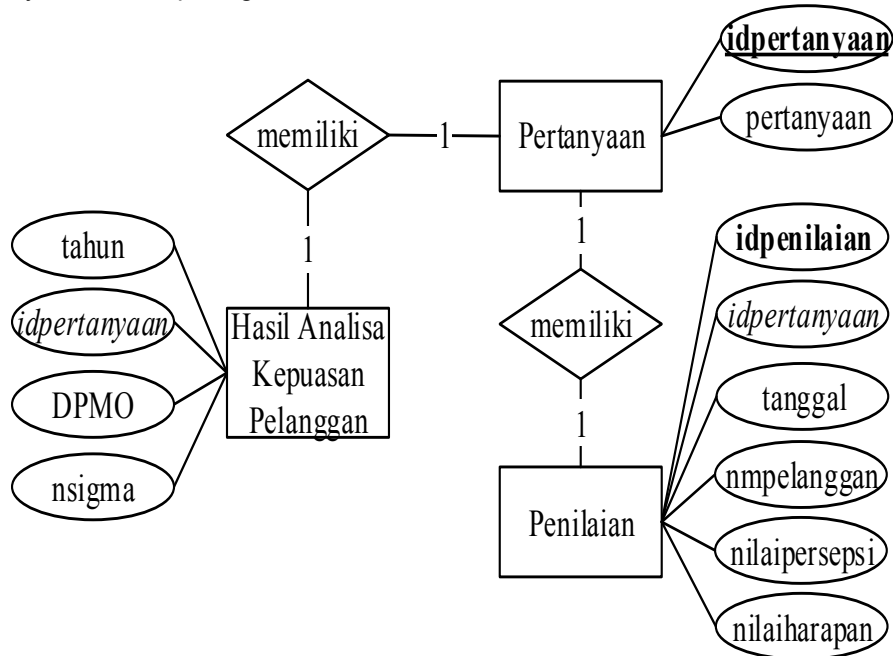 idpertanyaan
memiliki
1
Pertanyaan
pertanyaan
1
1
tahun
idpertanyaan
DPMO
nsigma
Hasil Analisa
Kepuasan
Pelanggan
memiliki
1
Penilaian
idpenilaian
idpertanyaan
tanggal
nmpelanggan
nilaipersepsi
nilaiharapan